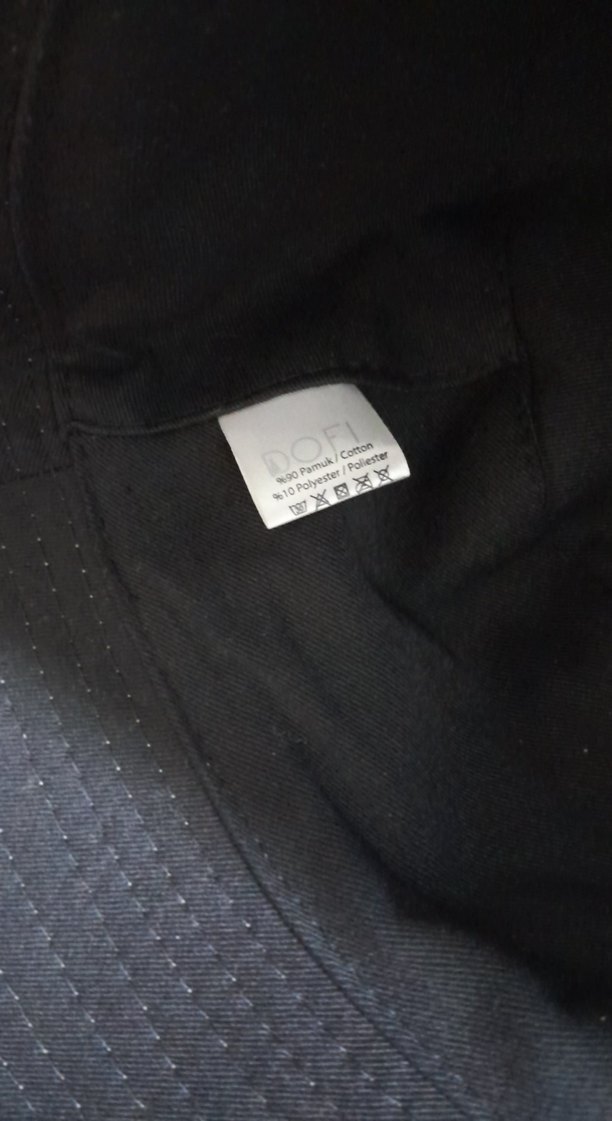 DOFI
%90 Pamuk / Cotton
%10 Polyester / Poliester